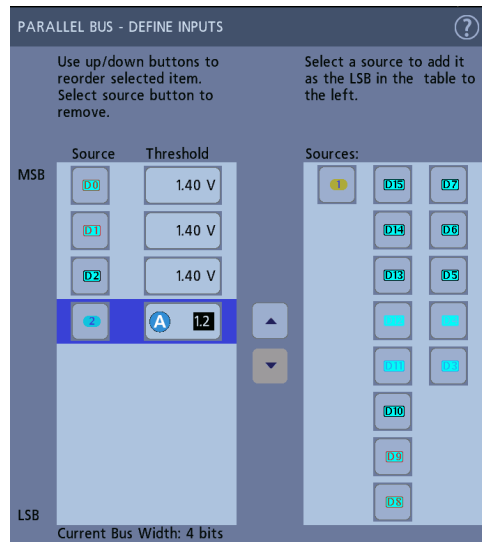 PARALLEL BUS - DEFINE INPUTS
?
Use up/down buttons to
reorder selected item.
Select source button to
remove.
Select a source to add it
as the LSB in the table to
the left.
Source Threshold
Sources:
MSB
D0 1.40 V
D1 1.40 V
D2 1.40 V
2 A 1.2
1 D15 D7
D14 D6
D13 D5
D11 D3
D10
D9
D8
LSB
Current Bus Width: 4 bits